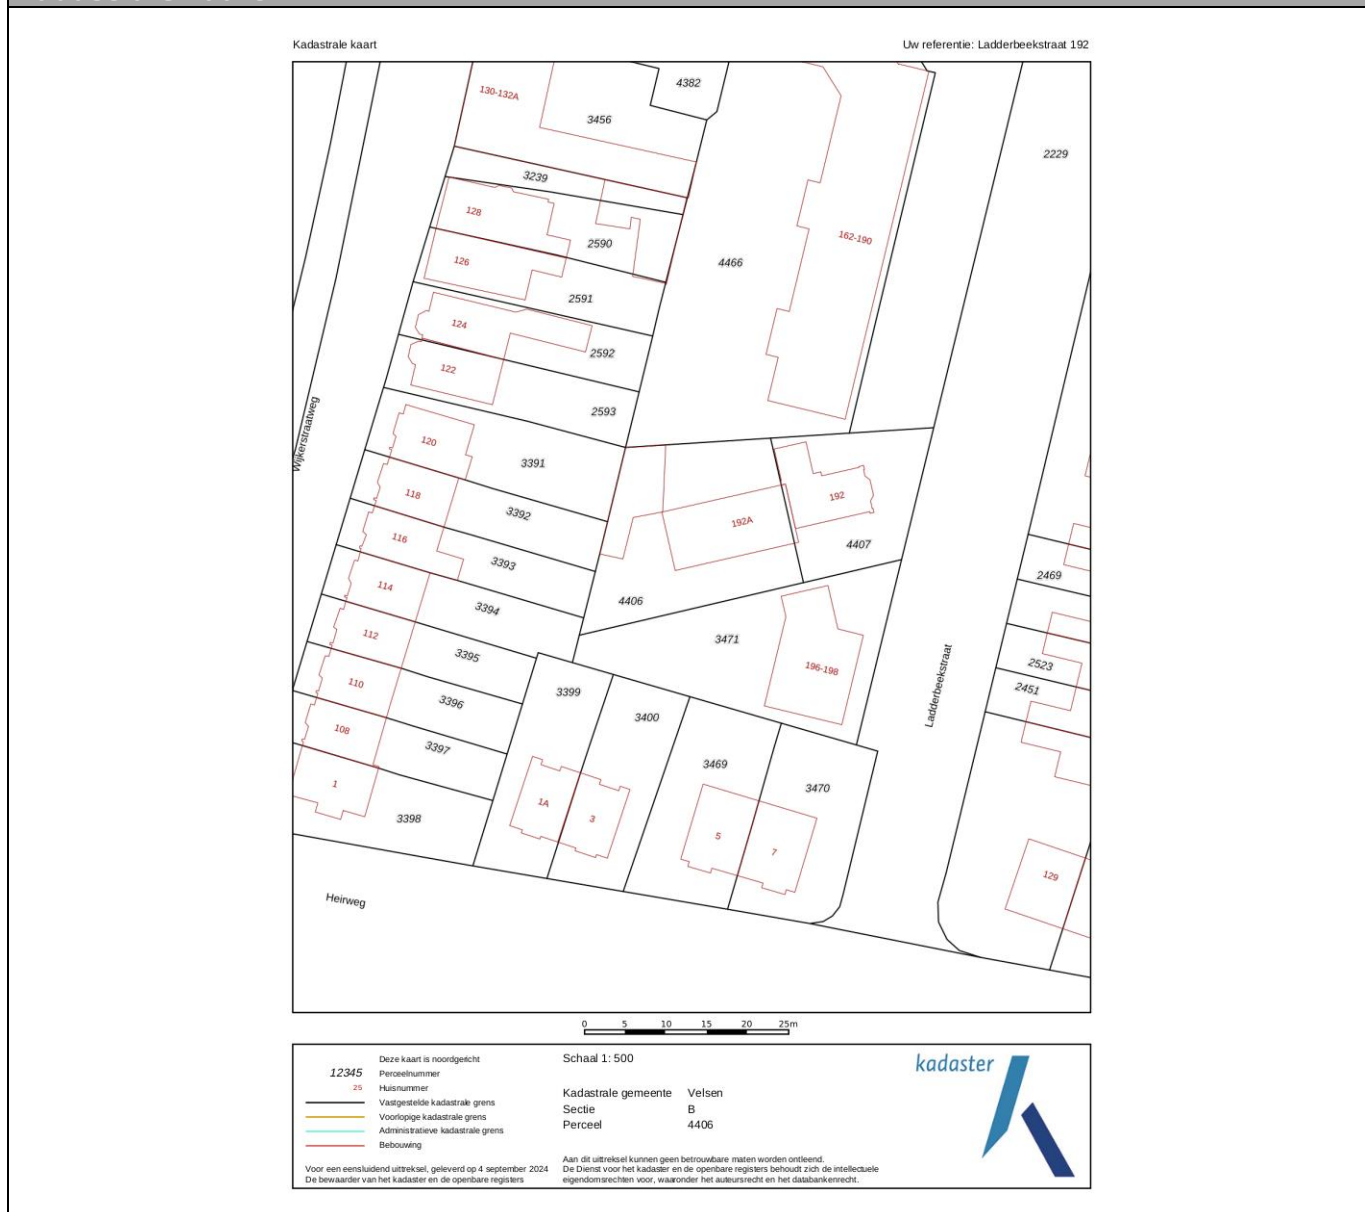 Kadastrale kaart
Uw referentie: Ladderbeekstraat 192
130-132A
3456
4382
2229
3239
128
2590
162-190
4466
126
2591
124
2592
122
2593
Wijkerstraatweg
120
3391
118
3392
192
192A
116
3393
4407
2469
114
3394
4406
112
3395
3471
196-198
2523
110
3396
3399
2451
Ladderbeekstraat
3400
108
3397
3469
3470
1
3398
1A
3
5
7
129
Heirweg
0 5 10 15 20 25m
Deze kaart is noordgericht
12345 Perceelnummer
25 Huisnummer
Vastgestelde kadastrale grens
Voorlopige kadastrale grens
Administratieve kadastrale grens
Bebouwing
Voor een eensluidend uittreksel, geleverd op 4 september 2024
De bewaarder van het kadaster en de openbare registers
Schaal 1: 500
Kadastrale gemeente Velsen
Sectie B
Perceel 4406
Aan dit uittreksel kunnen geen betrouwbare maten worden ontleend.
De Dienst voor het kadaster en de openbare registers behoudt zich de intellectuele
eigendomsrechten voor, waaronder het auteursrecht en het databankenrecht.
kadaster